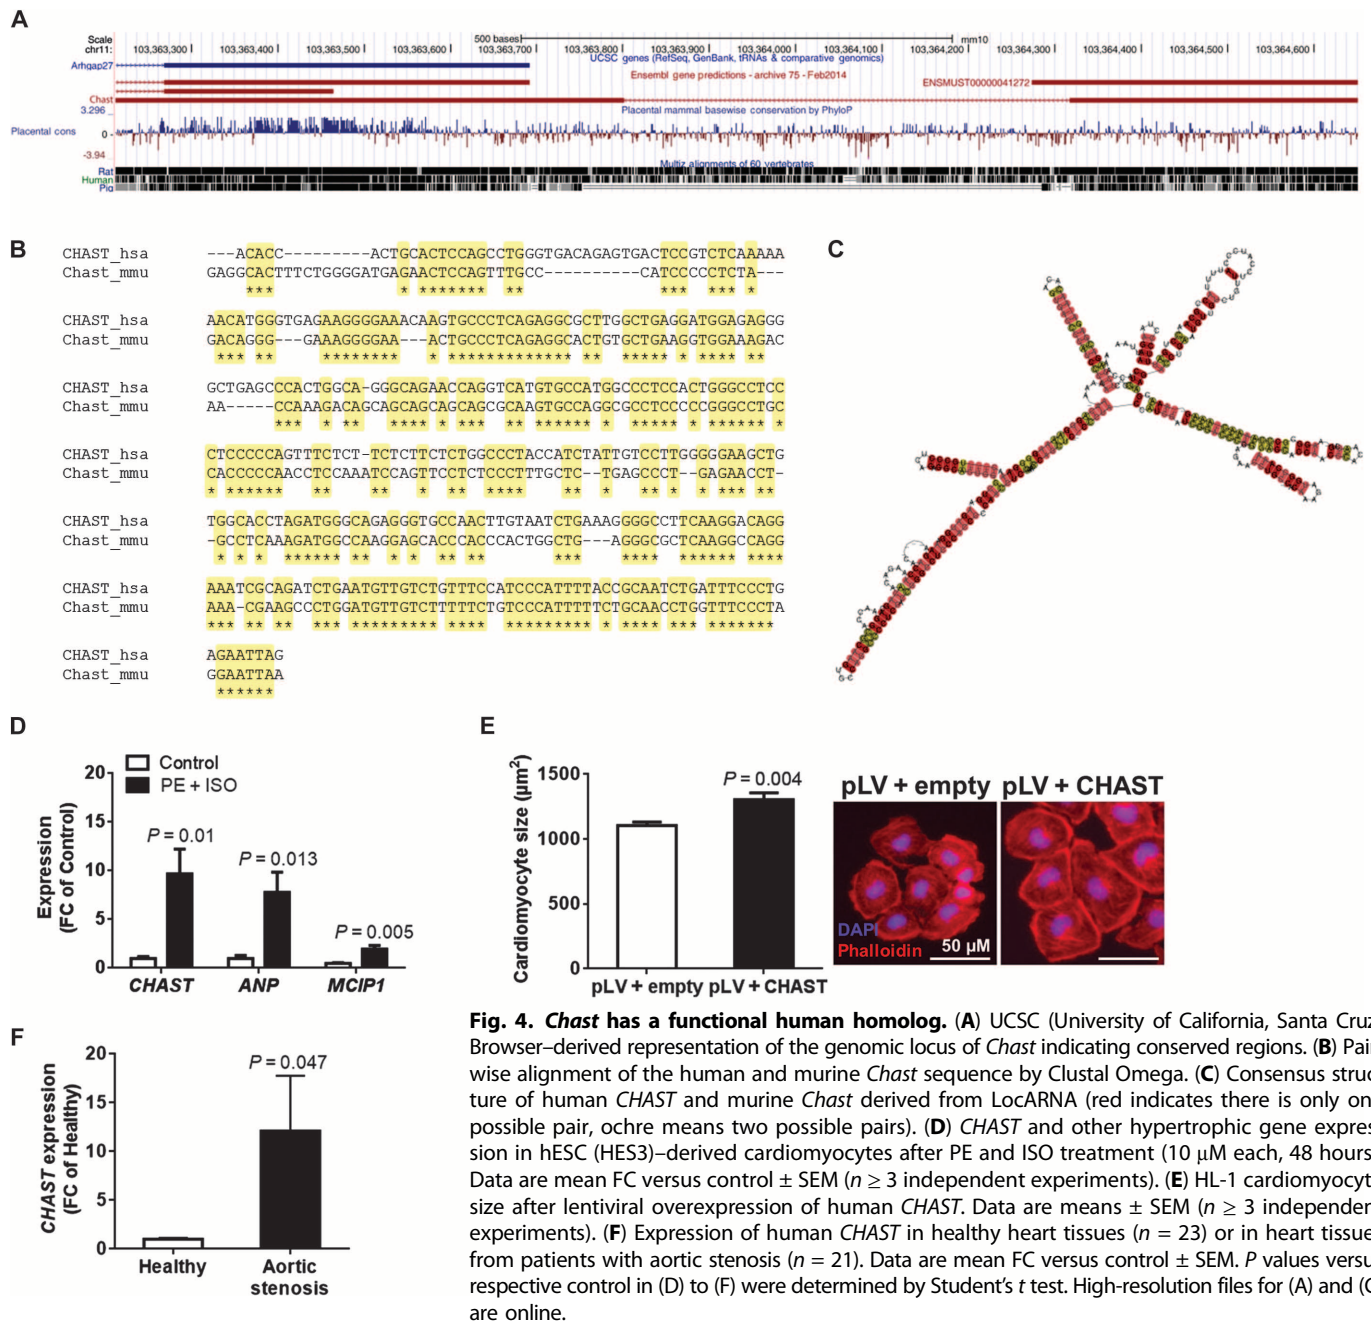 A
Scale
chr11:
500 bases
mm10
103,363,300
103,363,400
103,363,500
103,363,600
103,363,700
103,363,800
103,363,900
103,364,000
103,364,100
103,364,200
103,364,300
103,364,400
103,364,500
103,364,600
UCSC genes (RefSeq, GenBank, tRNAs & comparative genomics)
Arhgap27
Ensembl gene predictions - archive 75 - Feb2014
ENSMUST00000041272
Chast
3.296
Placental mammal basewise conservation by PhyloP
Placental cons
0
-3.94
Multiz alignments of 60 vertebrates
Rat
Human
Pig
B
CHAST_hsa ---ACACC---------ACTGCACTCCAGCCTGGGTGACAGAGTGACTCCGTCTCAAAAA
Chast_mmu GAGGCACTTTCTGGGGATGAGAACTCCAGTTTGCC----------CATCCCCCTCTA---
*** * ******* ** *** *** *
CHAST_hsa AACATGGGTGAGAAGGGGAAACAAGTGCCCTCAGAGGCGCTTGGCTGAGGATGGAGAGGG
Chast_mmu GACAGGG---GAAAGGGGAA---ACTGCCCTCAGAGGCACTGTGCTGAAGGTGGAAAGAC
*** ** ******** * ************* ** ***** * **** **
CHAST_hsa GCTGAGCCCACTGGCA-GGGCAGAACCAGGTCATGTGCCATGGCCCTCCACTGGGCCTCC
Chast_mmu AA-----CCAAAGACAGCAGCAGCAGCAGCGCAAGTGCCAGGCGCCTCCCCCGGGCCTGC
*** * ** **** * *** ** ****** * ***** * ****** *
CHAST_hsa CTCCCCCCAGTTTCTCT-TCTCTTCTCTGGCCCTACCATCTATTGTCCTTGGGGGAAGCTG
Chast_mmu CACCCCCAACCTCCAAATCCAGTTCCTCTCCCTTTGCTC--TGAGCCCT--GAGAACCT-
* ****** ** ** * ** **** ** * *** * *** **
CHAST_hsa TGGCACCTAGATGGGCAGAGGGTGCCAACTTGTAATCTGAAAGGGGCCTTCAAGGACAGG
Chast_mmu -GCCTCAAAGATGGCCAAGGAGCACCCACCCACTGGCTG---AGGGCGCTCAAGGCCAGG
* * * ****** ** * * ** ** *** **** ****** ****
CHAST_hsa AAATCGCAGATCTGAATGTTGTCTGTTTCCATCCCATTTTACCGCAATCTGATTTCCCTG
Chast_mmu AAA-CGAAGCCCTGGATGTTGTCTTTTTCTGTCCCATTTTTCTGCAACCTGGTTTCCCTA
*** ** ** *** ********* **** ********* * **** *** *******
CHAST_hsa AGAATTAG
Chast_mmu GGAATTAA
******
C
D
Control
PE + ISO
Expression
(FC of Control)
20
15
10
5
0
P = 0.01
P = 0.013
P = 0.005
CHAST
ANP
MCIP1
E
Cardiomyocyte size (µm²)
1500
1000
500
0
P = 0.004
pLV + empty
pLV + CHAST
pLV + empty
pLV + CHAST
DAPI
Phalloidin
50 µM
F
CHAST expression
(FC of Healthy)
20
15
10
5
0
P = 0.047
Healthy
Aortic
stenosis
Fig. 4. Chast has a functional human homolog. (A) UCSC (University of California, Santa Cruz
Browser–derived representation of the genomic locus of Chast indicating conserved regions. (B) Pair
wise alignment of the human and murine Chast sequence by Clustal Omega. (C) Consensus struc
ture of human CHAST and murine Chast derived from LocARNA (red indicates there is only on
possible pair, ochre means two possible pairs). (D) CHAST and other hypertrophic gene expres
sion in hESC (HES3)–derived cardiomyocytes after PE and ISO treatment (10 µM each, 48 hours
Data are mean FC versus control ± SEM (n ≥ 3 independent experiments). (E) HL-1 cardiomyocyt
size after lentiviral overexpression of human CHAST. Data are means ± SEM (n ≥ 3 independen
experiments). (F) Expression of human CHAST in healthy heart tissues (n = 23) or in heart tissue
from patients with aortic stenosis (n = 21). Data are mean FC versus control ± SEM. P values versu
respective control in (D) to (F) were determined by Student's t test. High-resolution files for (A) and (C
are online.